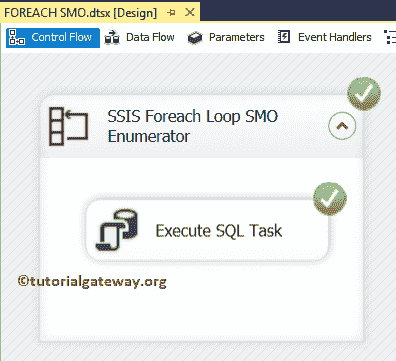 FOREACH SMO.dtsx [Design]
Control Flow Data Flow Parameters Event Handlers
SSIS Foreach Loop SMO
Enumerator
Execute SQL Task
©tutorialgateway.org